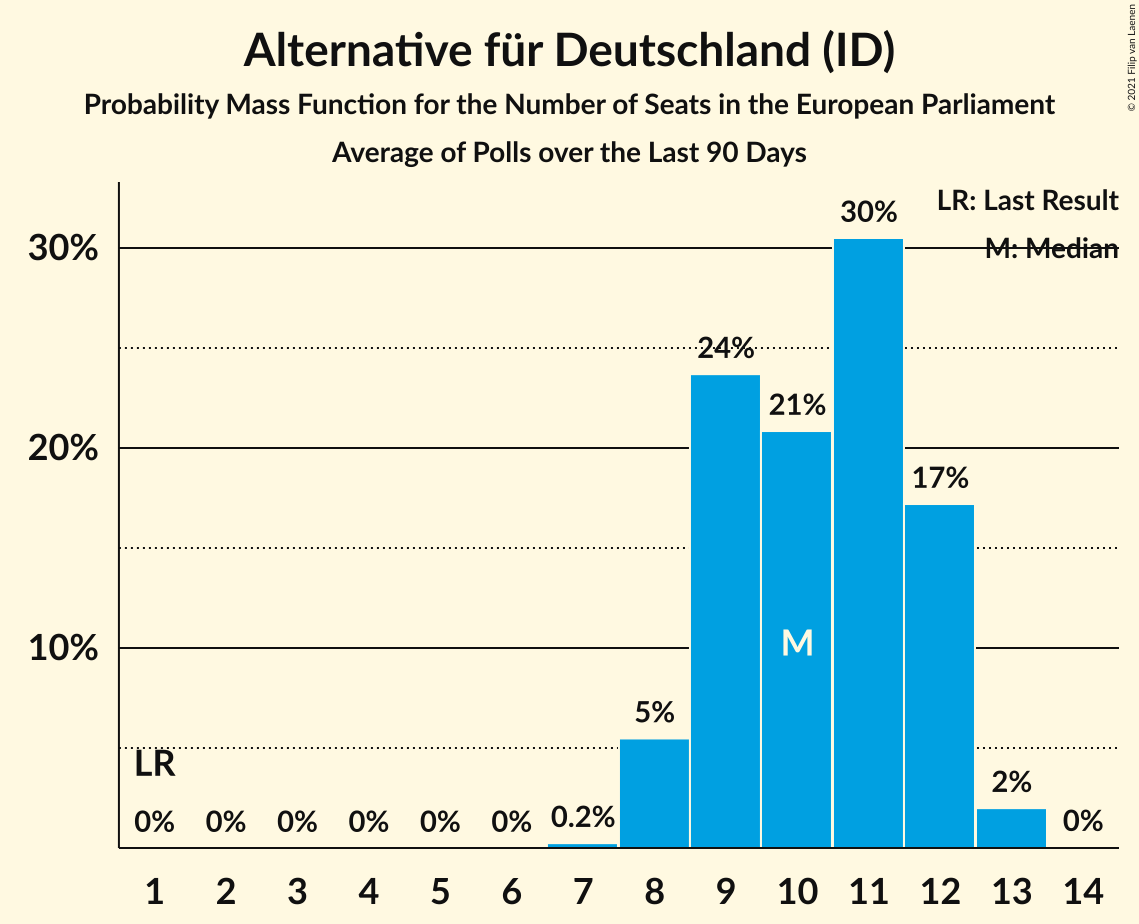 Alternative für Deutschland (ID)
Probability Mass Function for the Number of Seats in the European Parliament
Average of Polls over the Last 90 Days
© 2021 Filip van Laenen
LR: Last Result
M: Median
30%
20%
10%
LR
0% 0% 0% 0% 0% 0% 0.2% 5% 24% 21% 30% 17% 2% 0%
M
1 2 3 4 5 6 7 8 9 10 11 12 13 14